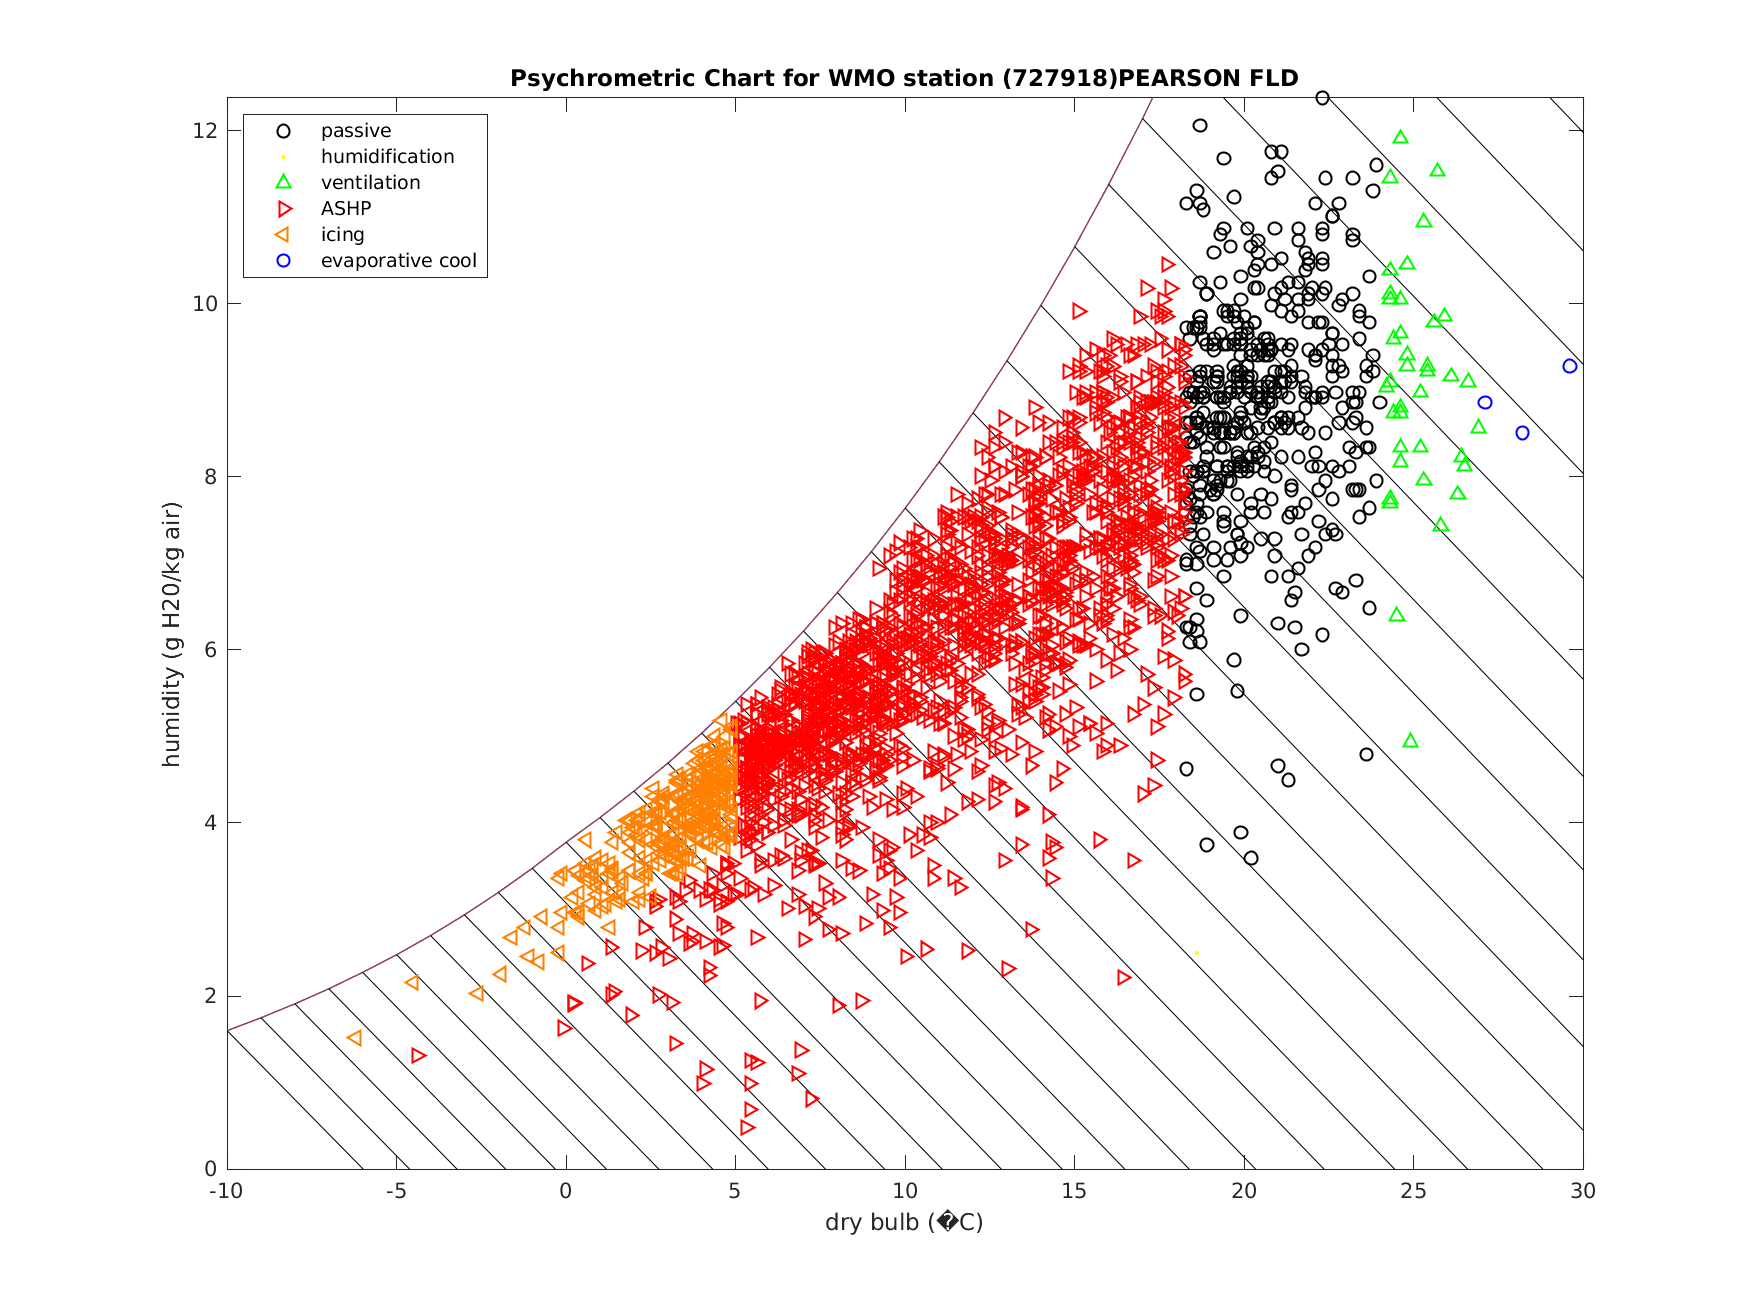 Psychrometric Chart for WMO station (727918)PEARSON FLD
passive
humidification
ventilation
ASHP
icing
evaporative cool
12
10
8
6
4
2
0
humidity (g H20/kg air)
-10 -5 0 5 10 15 20 25 30
dry bulb (�C)